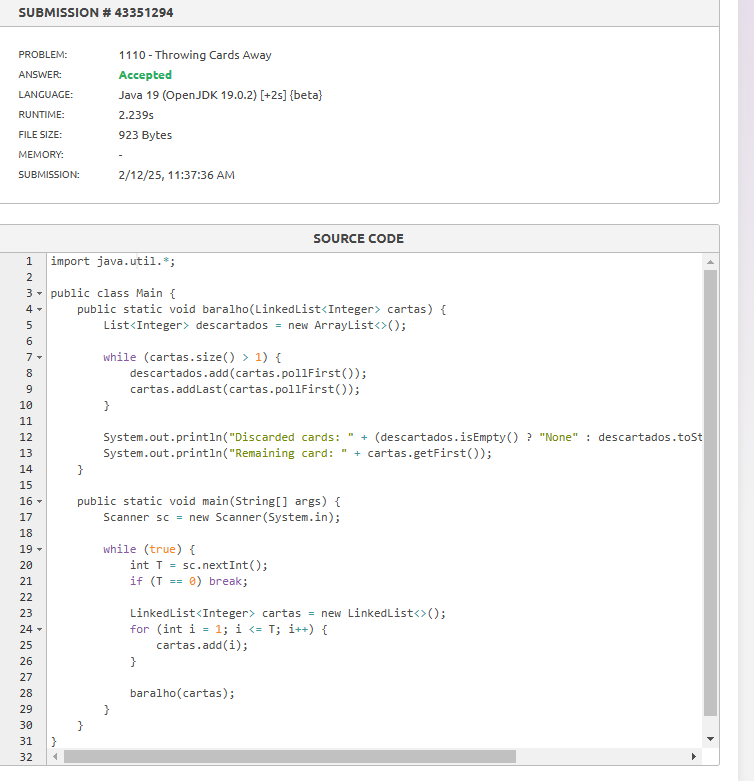 SUBMISSION # 43351294
PROBLEM: 1110 - Throwing Cards Away
ANSWER: Accepted
LANGUAGE: Java 19 (OpenJDK 19.0.2) [+2s] {beta}
RUNTIME: 2.239s
FILE SIZE: 923 Bytes
MEMORY: -
SUBMISSION: 2/12/25, 11:37:36 AM
SOURCE CODE
1 import java.util.*;
2
3 public class Main {
4     public static void baralho(LinkedList<Integer> cartas) {
5         List<Integer> descartados = new ArrayList<>();
6
7         while (cartas.size() > 1) {
8             descartados.add(cartas.pollFirst());
9             cartas.addLast(cartas.pollFirst());
10         }
11
12         System.out.println("Discarded cards: " + (descartados.isEmpty() ? "None" : descartados.toSt
13         System.out.println("Remaining card: " + cartas.getFirst());
14     }
15
16     public static void main(String[] args) {
17         Scanner sc = new Scanner(System.in);
18
19         while (true) {
20             int T = sc.nextInt();
21             if (T == 0) break;
22
23             LinkedList<Integer> cartas = new LinkedList<>();
24             for (int i = 1; i <= T; i++) {
25                 cartas.add(i);
26             }
27
28             baralho(cartas);
29         }
30     }
31 }
32